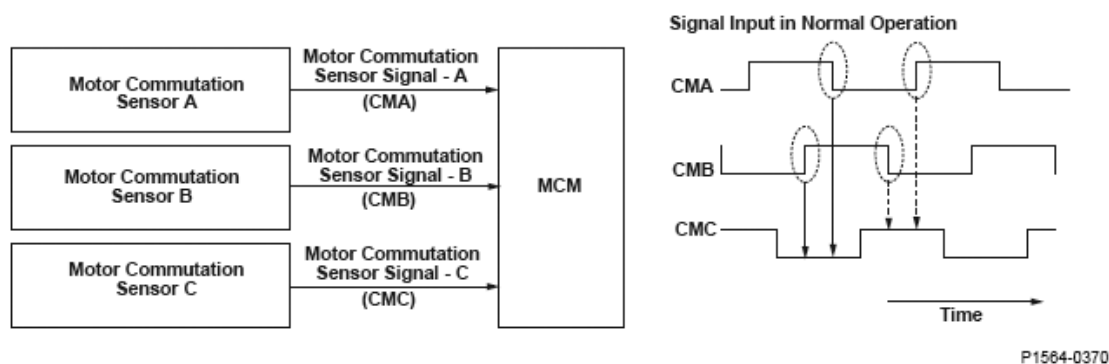 Motor Commutation
Sensor A
Motor Commutation
Sensor Signal - A
(CMA)
Motor Commutation
Sensor B
Motor Commutation
Sensor Signal - B
(CMB)
Motor Commutation
Sensor C
Motor Commutation
Sensor Signal - C
(CMC)
MCM
Signal Input in Normal Operation
CMA
CMB
CMC
Time
P1564-0370